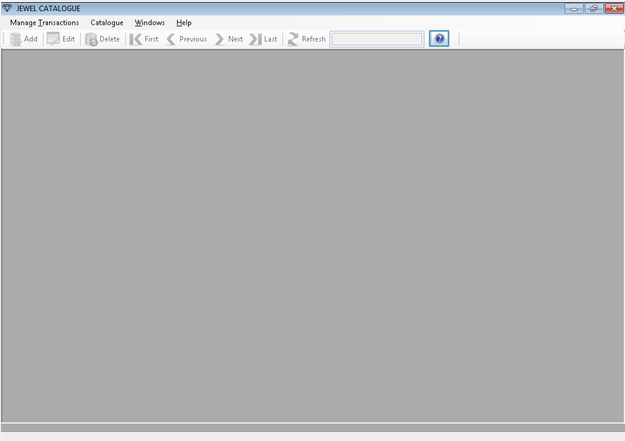 JEWEL CATALOGUE
Manage Transactions Catalogue Windows Help
Add Edit Delete First Previous Next Last Refresh